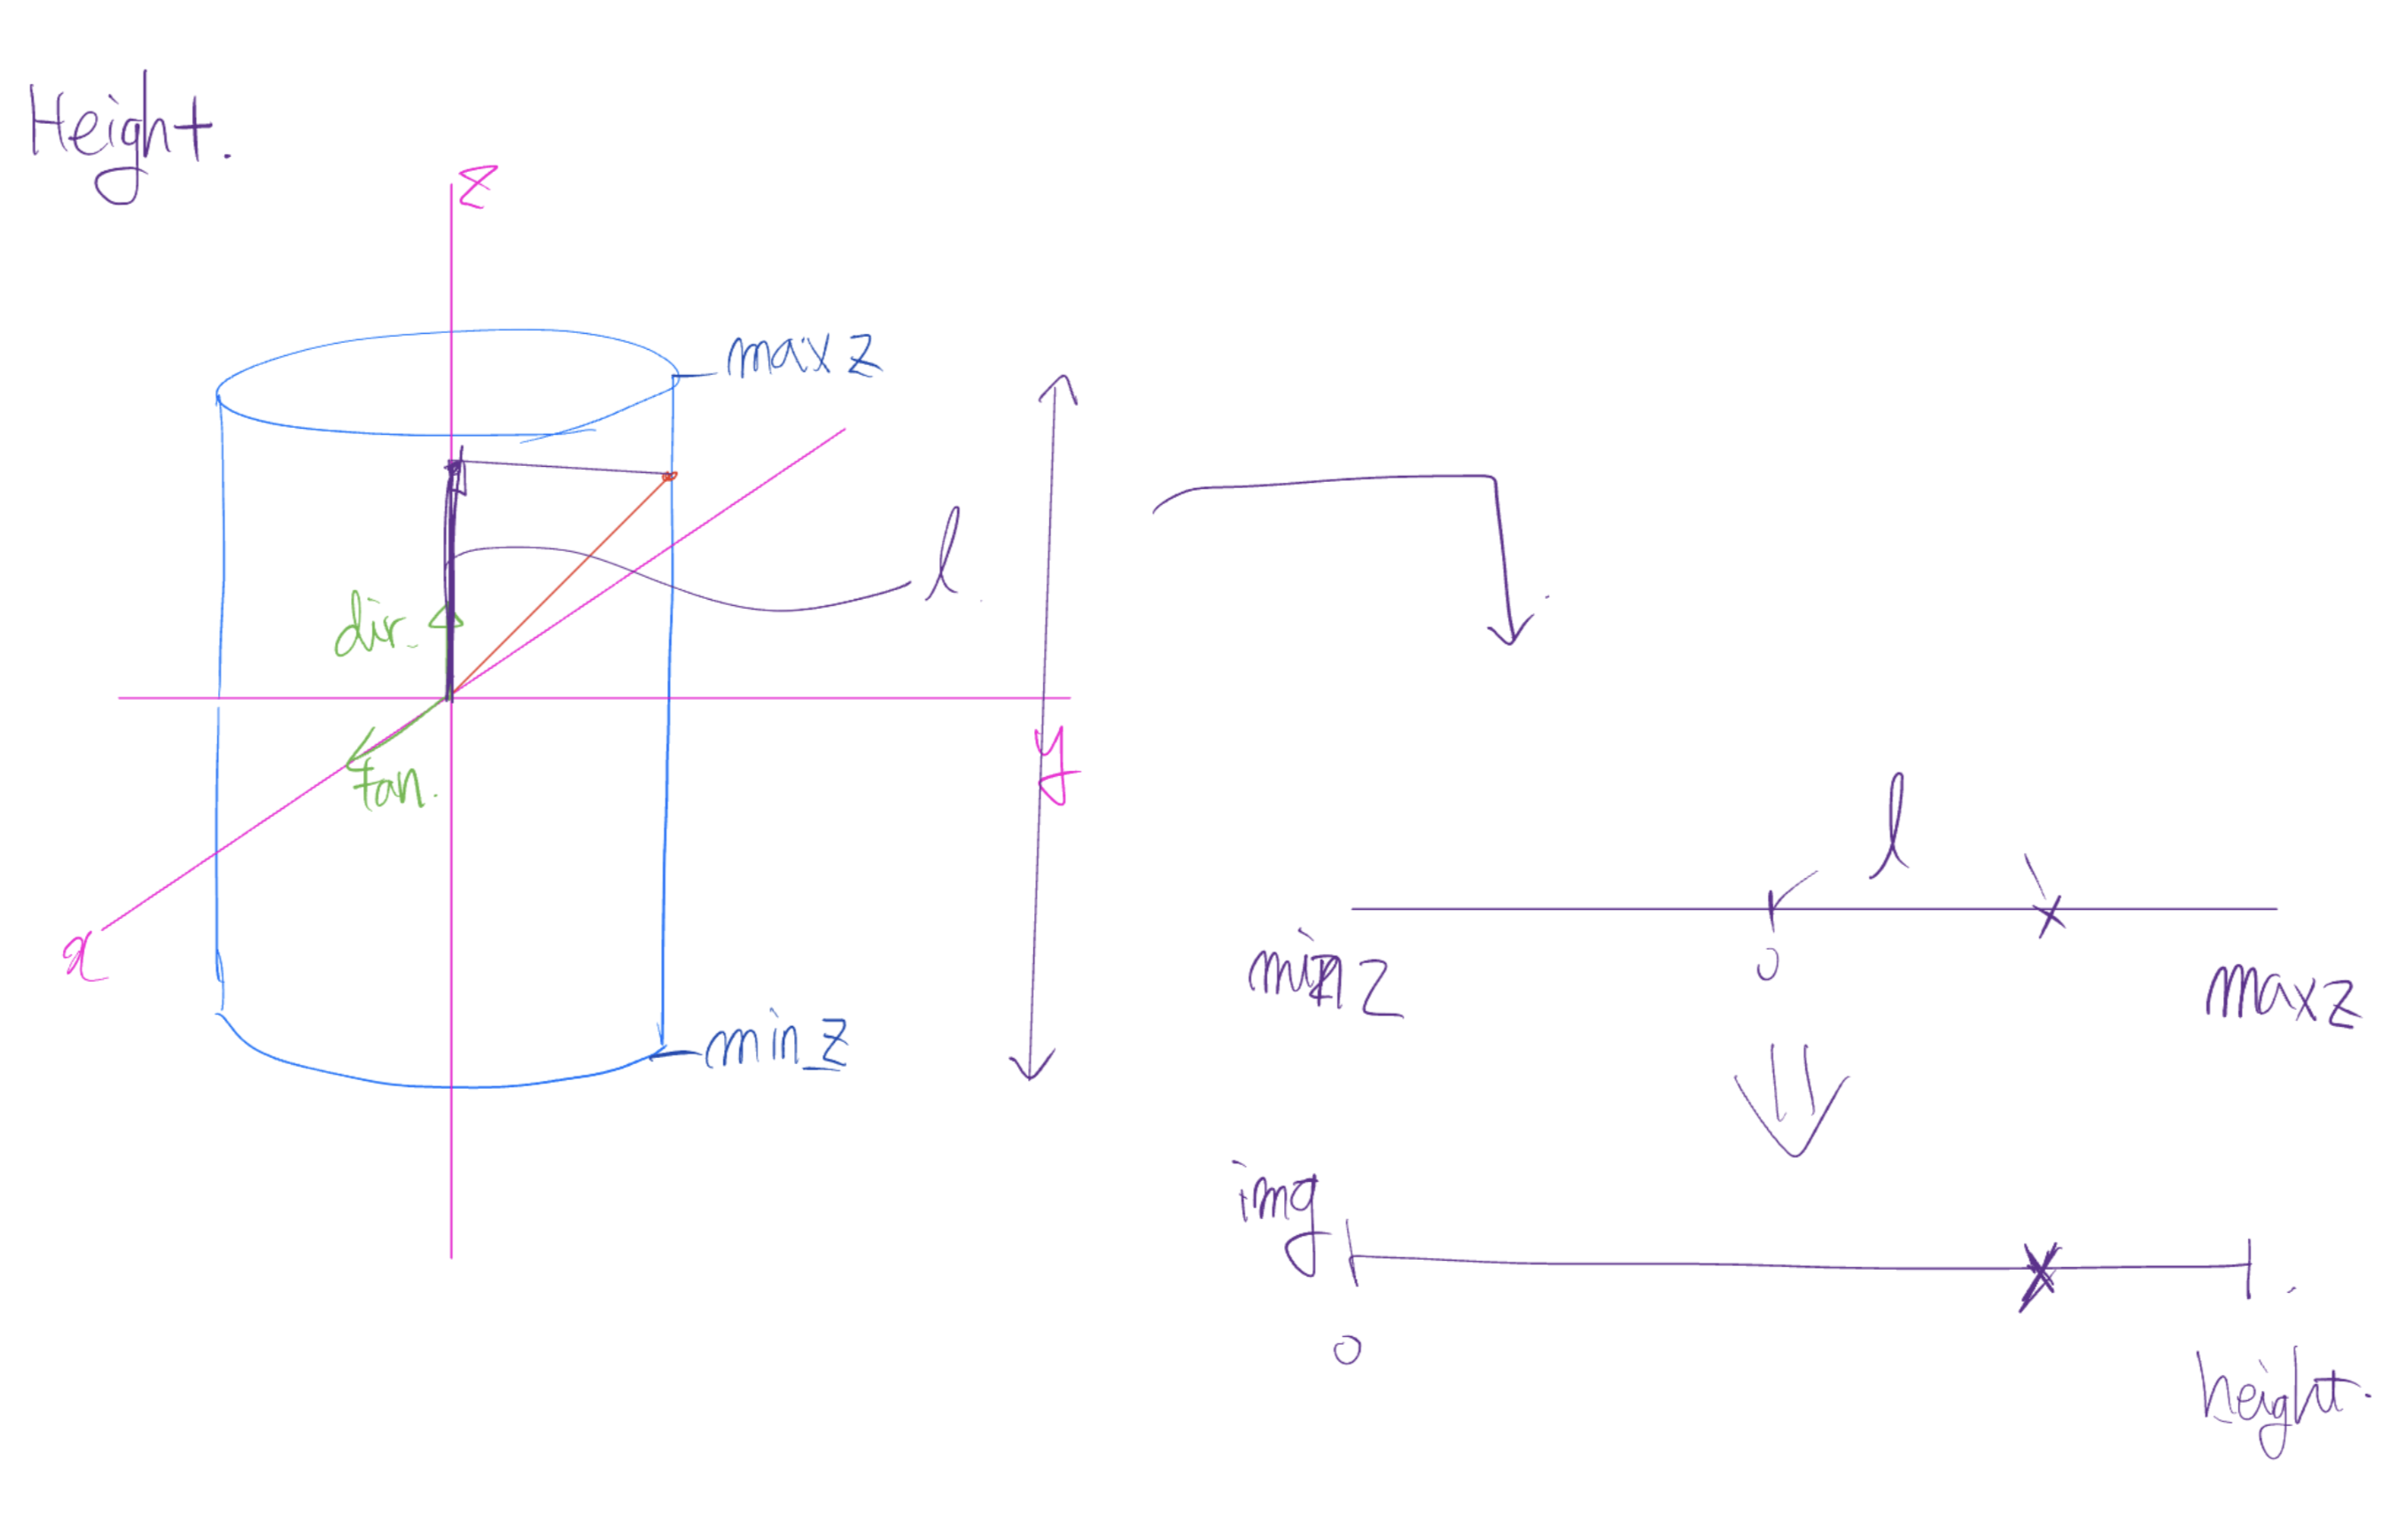 Height.
z
max z
l
dir.
y
tan.
x
min z
l
min z
0
max z
img
0
height.